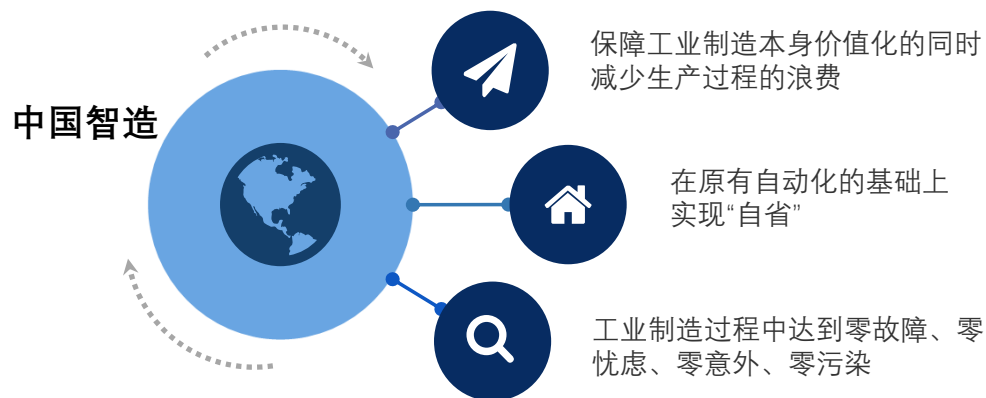 中国智造
保障工业制造本身价值化的同时
减少生产过程的浪费
在原有自动化的基础上
实现“自省”
工业制造过程中达到零故障、零
忧虑、零意外、零污染